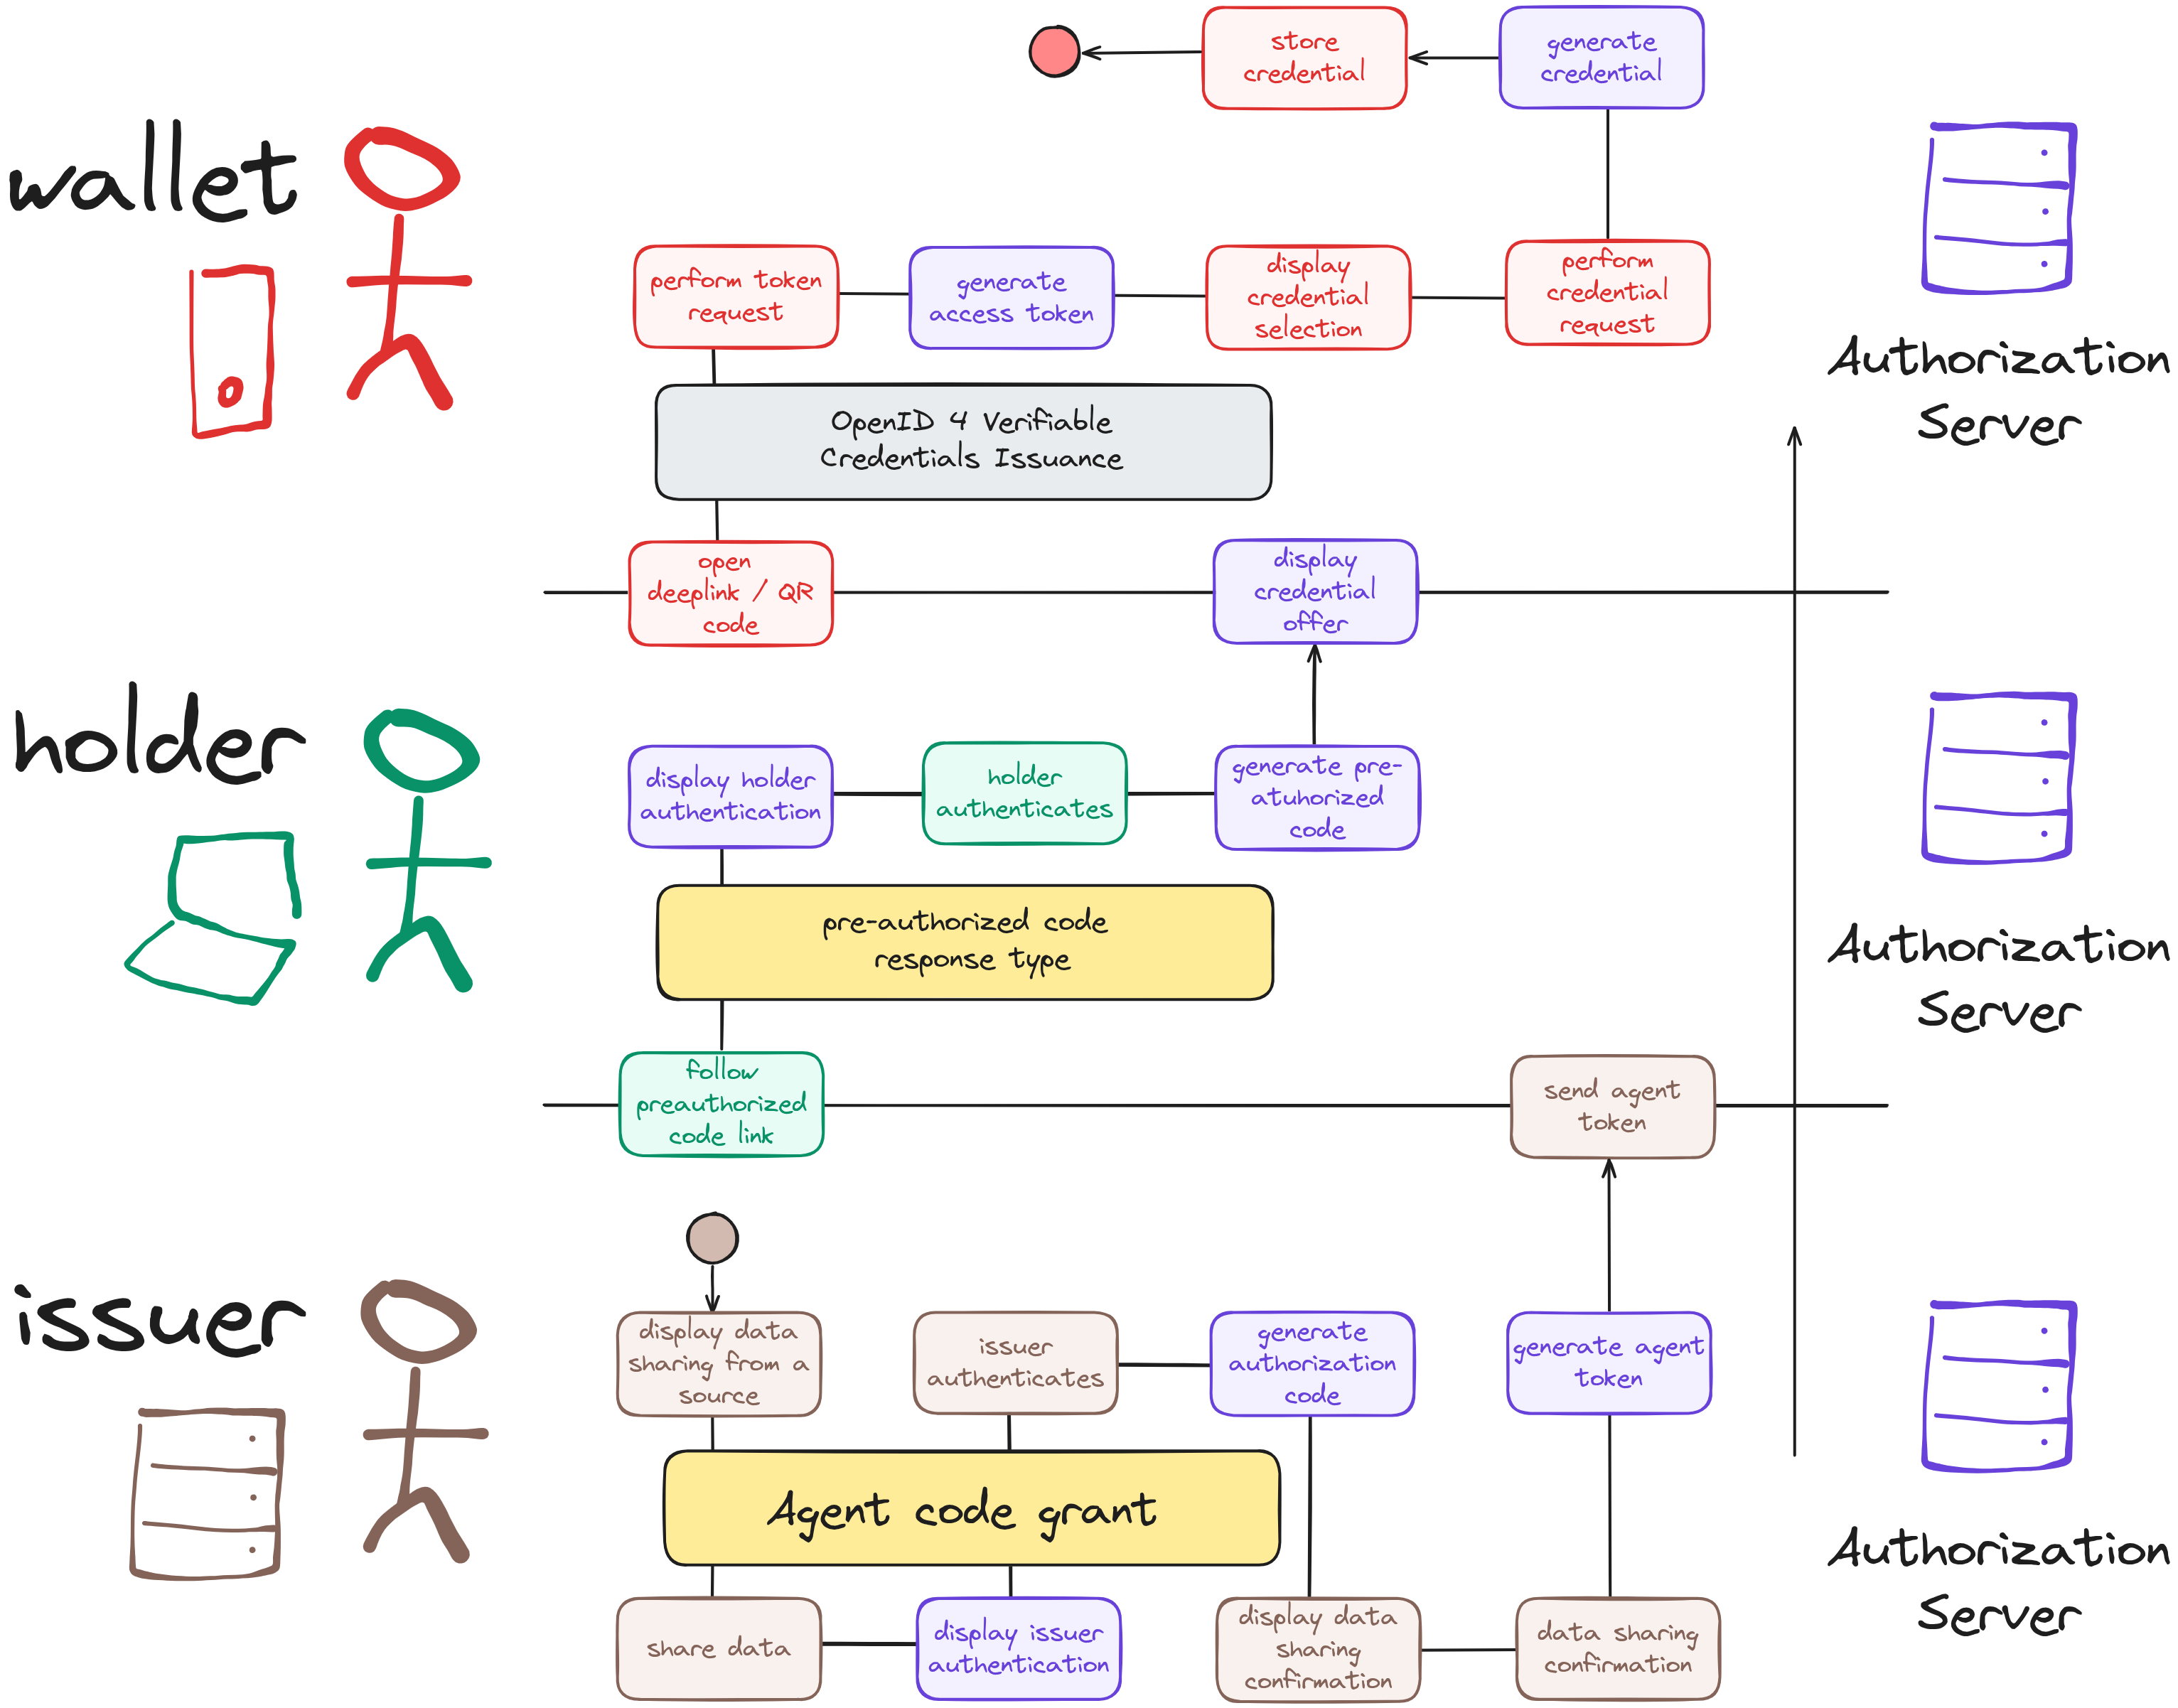 store
credential
generate
credential
wallet
perform token
request
generate
access token
display
credential
selection
perfrom
credential
request
Authorization
Server
OpenID 4 Verifiable
Credentials Issuance
open
deeplink / QR
code
display
credential
offer
holder
display holder
authentication
holder
authenticates
generate pre-
atuhorized
code
pre-authorized code
response type
Authorization
Server
follow
preauthorized
code link
send agent
token
issuer
display data
sharing from a
source
issuer
authenticates
generate
authorization
code
generate agent
token
Agent code grant
Authorization
Server
share data
display issuer
authentication
display data
sharing
confirmation
data sharing
confirmation